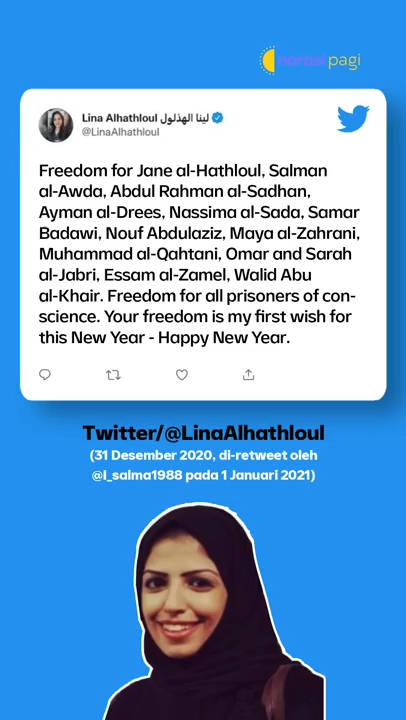 narasi pagi
Lina Alhathloul لينا الهذلول
@LinaAlhathloul
Freedom for Jane al-Hathloul, Salman
al-Awda, Abdul Rahman al-Sadhan,
Ayman al-Drees, Nassima al-Sada, Samar
Badawi, Nouf Abdulaziz, Maya al-Zahrani,
Muhammad al-Qahtani, Omar and Sarah
al-Jabri, Essam al-Zamel, Walid Abu
al-Khair. Freedom for all prisoners of con-
science. Your freedom is my first wish for
this New Year - Happy New Year.
Twitter/@LinaAlhathloul
(31 Desember 2020, di-retweet oleh
@l_salma1988 pada 1 Januari 2021)